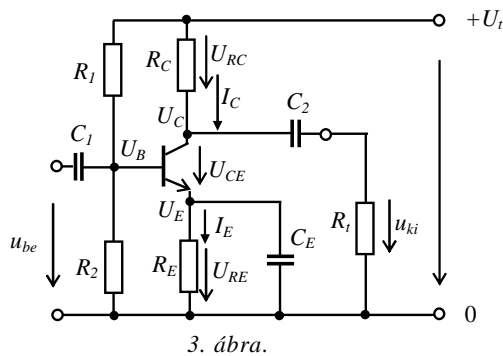 +U_t
R_1
R_C
U_RC
I_C
U_C
C_2
C_1
U_B
U_CE
U_E
I_E
R_t
u_ki
u_be
R_2
R_E
U_RE
C_E
0
3. ábra.